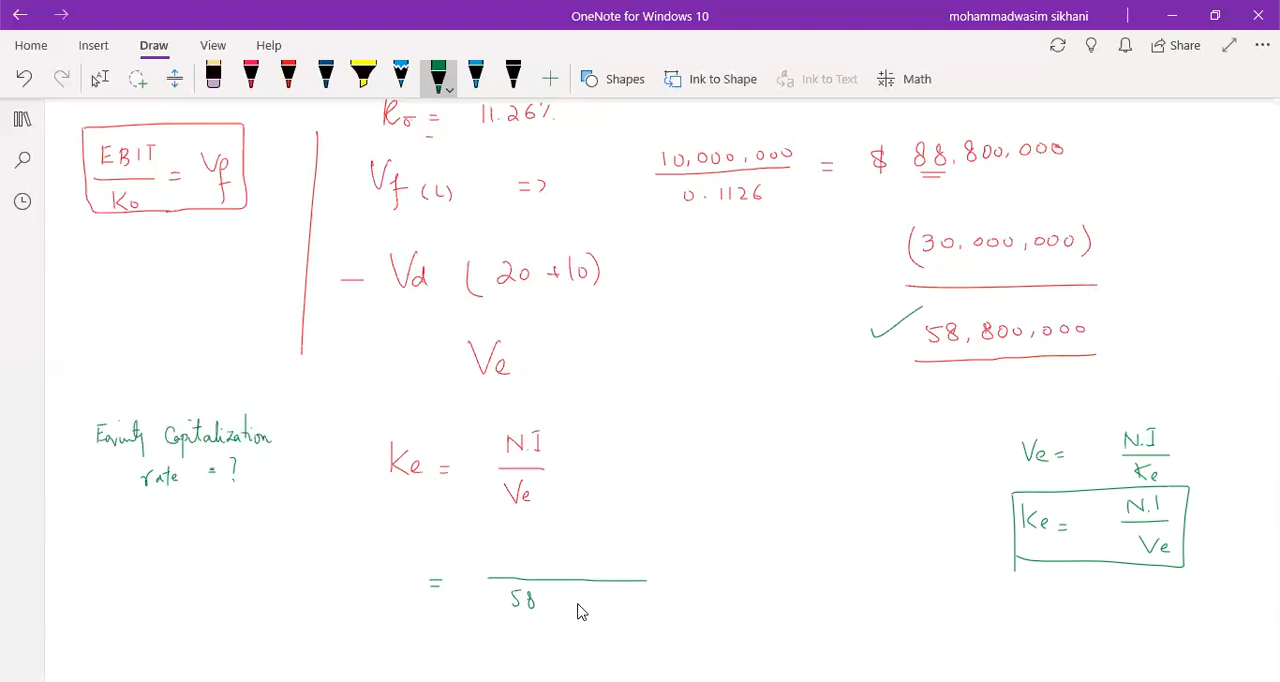 OneNote for Windows 10
mohammadwasim sikhani
Home Insert Draw View Help
Share
Shapes Ink to Shape Ink to Text Math
Ko = 11.26%
EBIT / Ko = Vf
Vf (L) => 10,000,000 / 0.1126 = $ 88,800,000
- Vd (20 + 10) (30,000,000)
58,800,000
Ve
Equity Capitalization
rate = ?
Ke = N.I / Ve
Ve = N.I / Ke
Ke = N.I / Ve
= 58